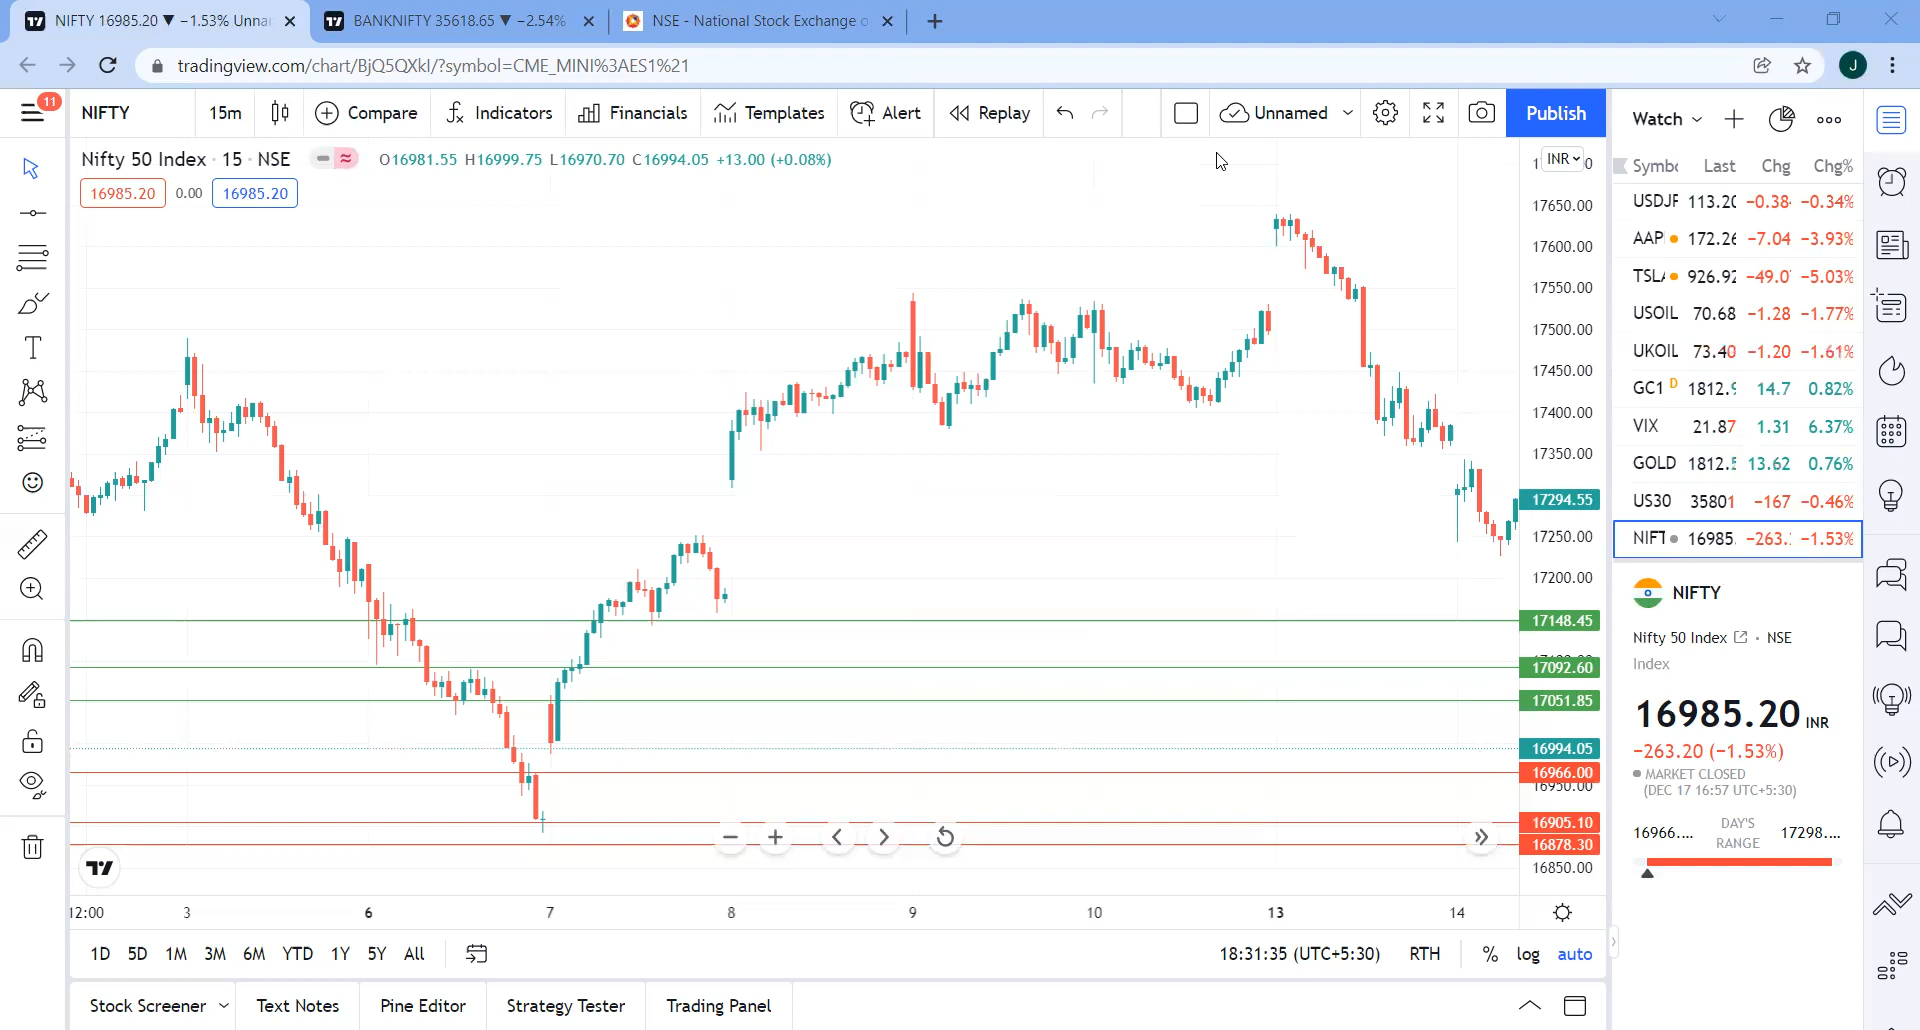 NIFTY 16985.20 ▼ −1.53% Unna
BANKNIFTY 35618.65 ▼ −2.54%
NSE - National Stock Exchange o
tradingview.com/chart/BjQ5QXkI/?symbol=CME_MINI%3AES1%21
J
11
NIFTY
15m
Compare
Indicators
Financials
Templates
Alert
Replay
Unnamed
Publish
Nifty 50 Index · 15 · NSE
O16981.55 H16999.75 L16970.70 C16994.05 +13.00 (+0.08%)
16985.20 0.00 16985.20
INR
17650.00
17600.00
17550.00
17500.00
17450.00
17400.00
17350.00
17294.55
17250.00
17200.00
17148.45
17092.60
17051.85
16994.05
16966.00
16950.00
16905.10
16878.30
16850.00
12:00 3 6 7 8 9 10 13 14
1D 5D 1M 3M 6M YTD 1Y 5Y All
18:31:35 (UTC+5:30) RTH % log auto
Stock Screener Text Notes Pine Editor Strategy Tester Trading Panel
Watch
Symbo Last Chg Chg%
USDJF 113.20 −0.38 −0.34%
AAP 172.26 −7.04 −3.93%
TSL 926.92 −49.0 −5.03%
USOIL 70.68 −1.28 −1.77%
UKOIL 73.40 −1.20 −1.61%
GC1 D 1812.9 14.7 0.82%
VIX 21.87 1.31 6.37%
GOLD 1812.5 13.62 0.76%
US30 35801 −167 −0.46%
NIFT 16985 −263. −1.53%
NIFTY
Nifty 50 Index · NSE
Index
16985.20 INR
−263.20 (−1.53%)
MARKET CLOSED
(DEC 17 16:57 UTC+5:30)
16966.... DAY'S RANGE 17298....